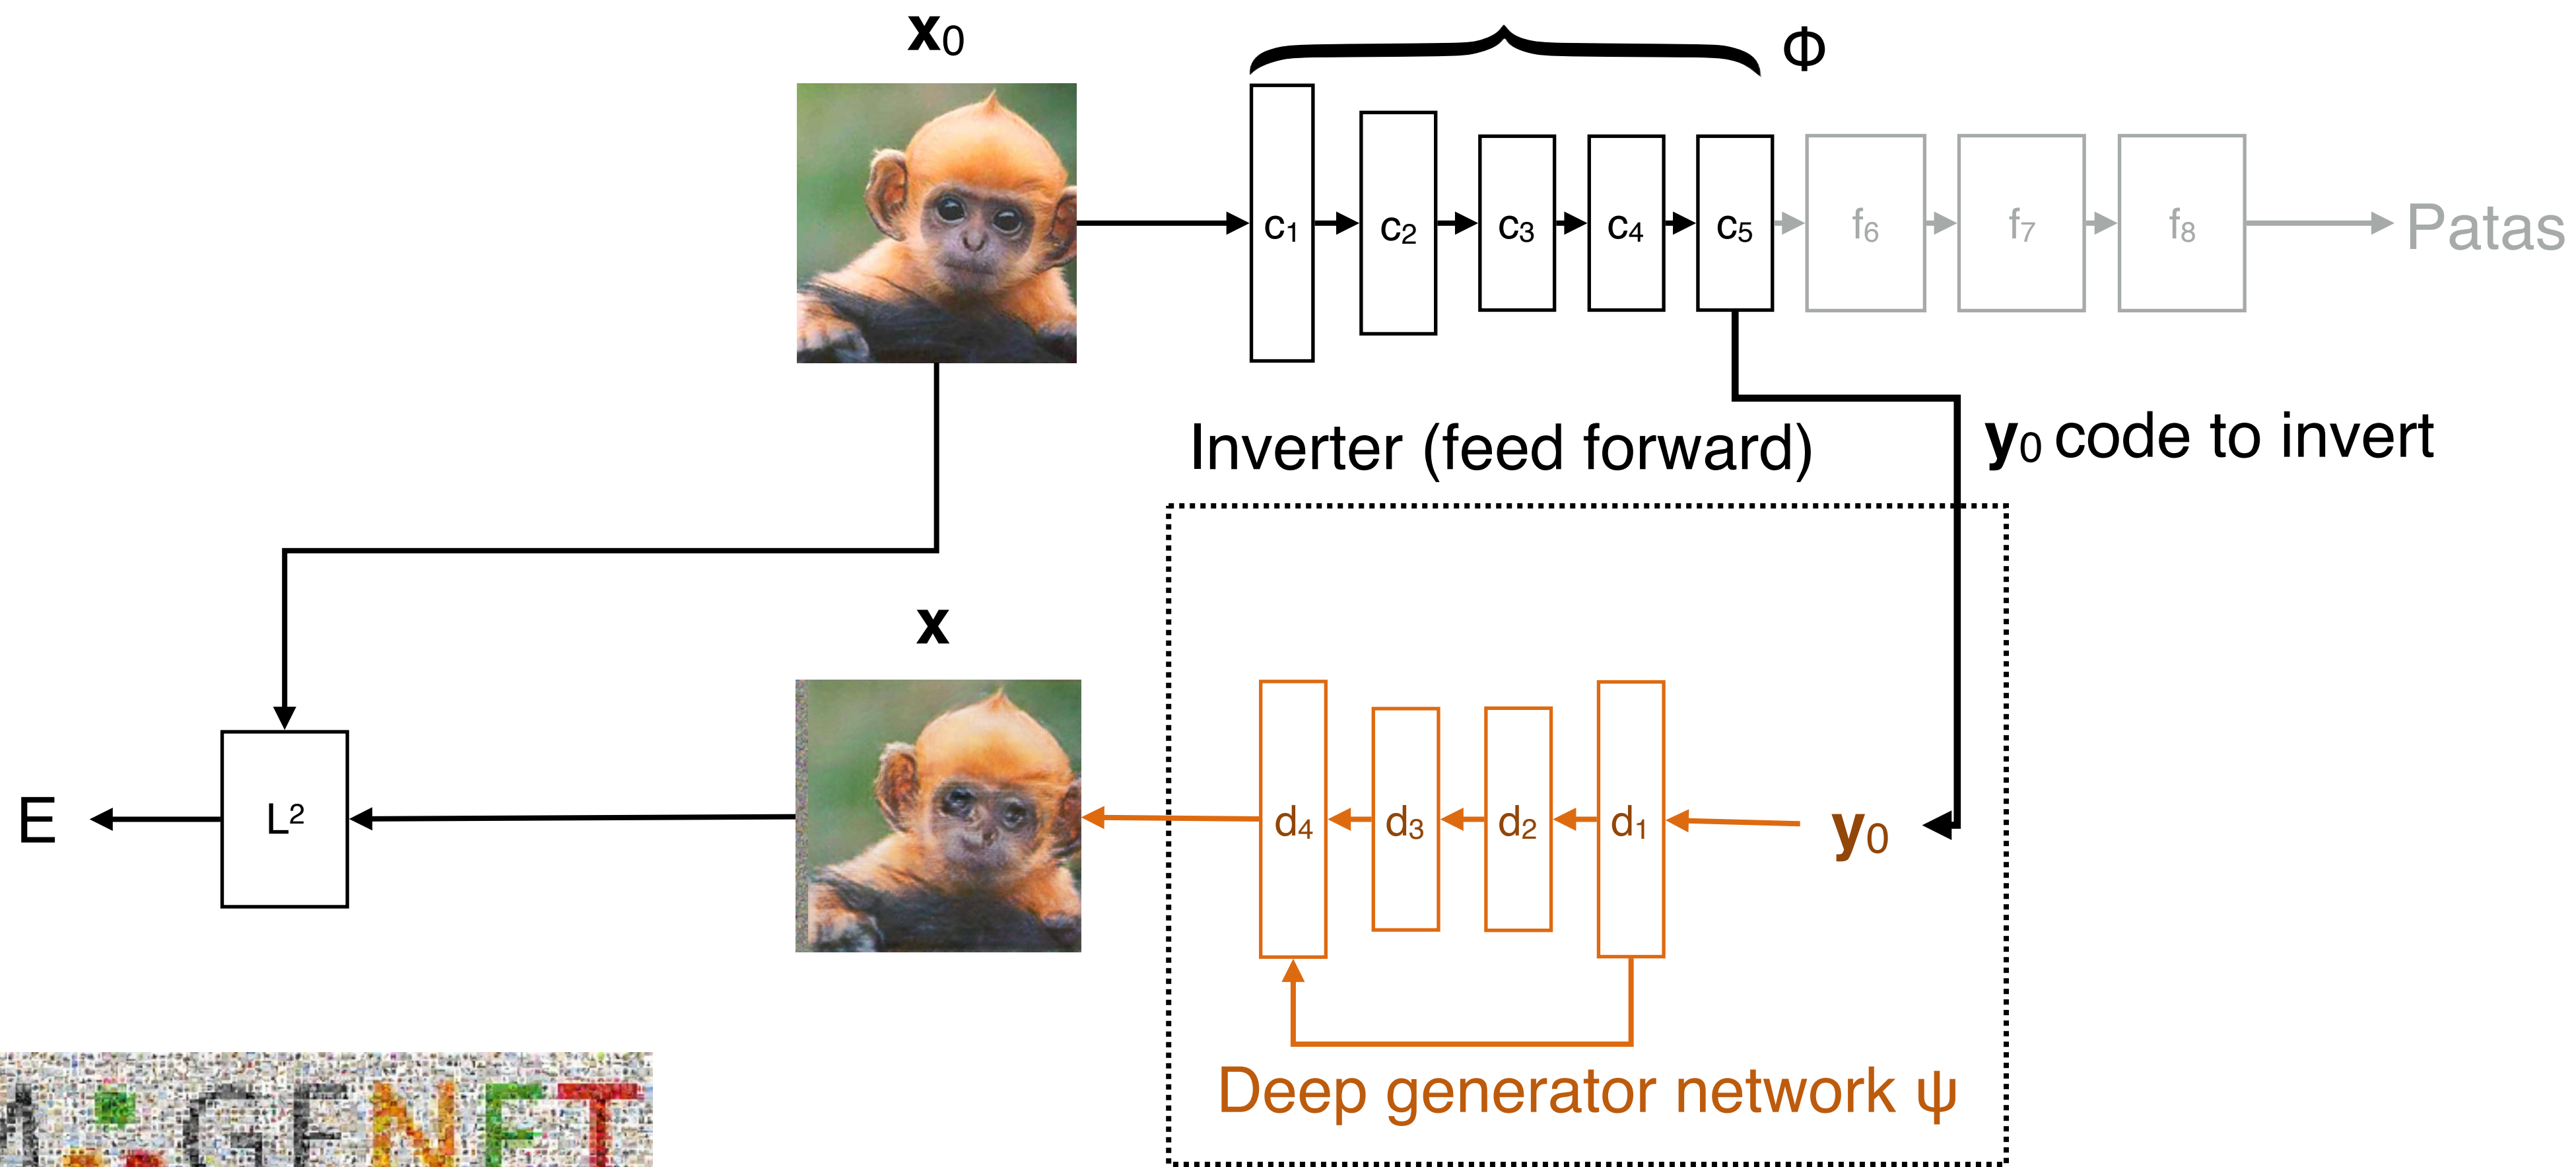 x₀
Φ
c₁ c₂ c₃ c₄ c₅ f₆ f₇ f₈ Patas
Inverter (feed forward)
y₀ code to invert
x
E L² d₄ d₃ d₂ d₁ y₀
Deep generator network ψ